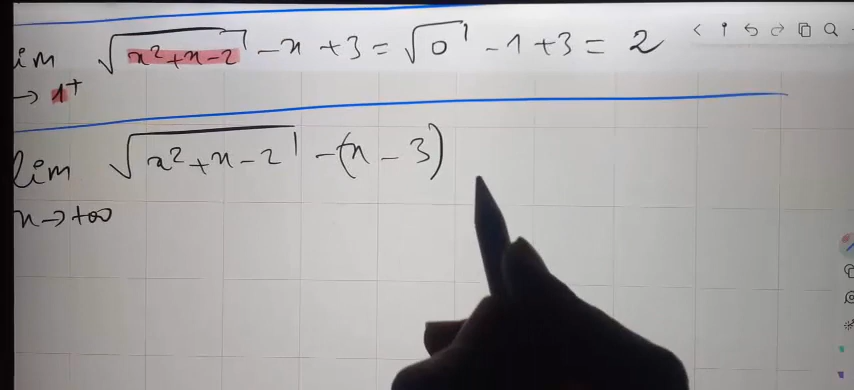 lim √x²+x-2 - x + 3 = √0 - 1 + 3 = 2
→ 1⁺
lim √x²+x-2 - (x - 3)
x → +∞